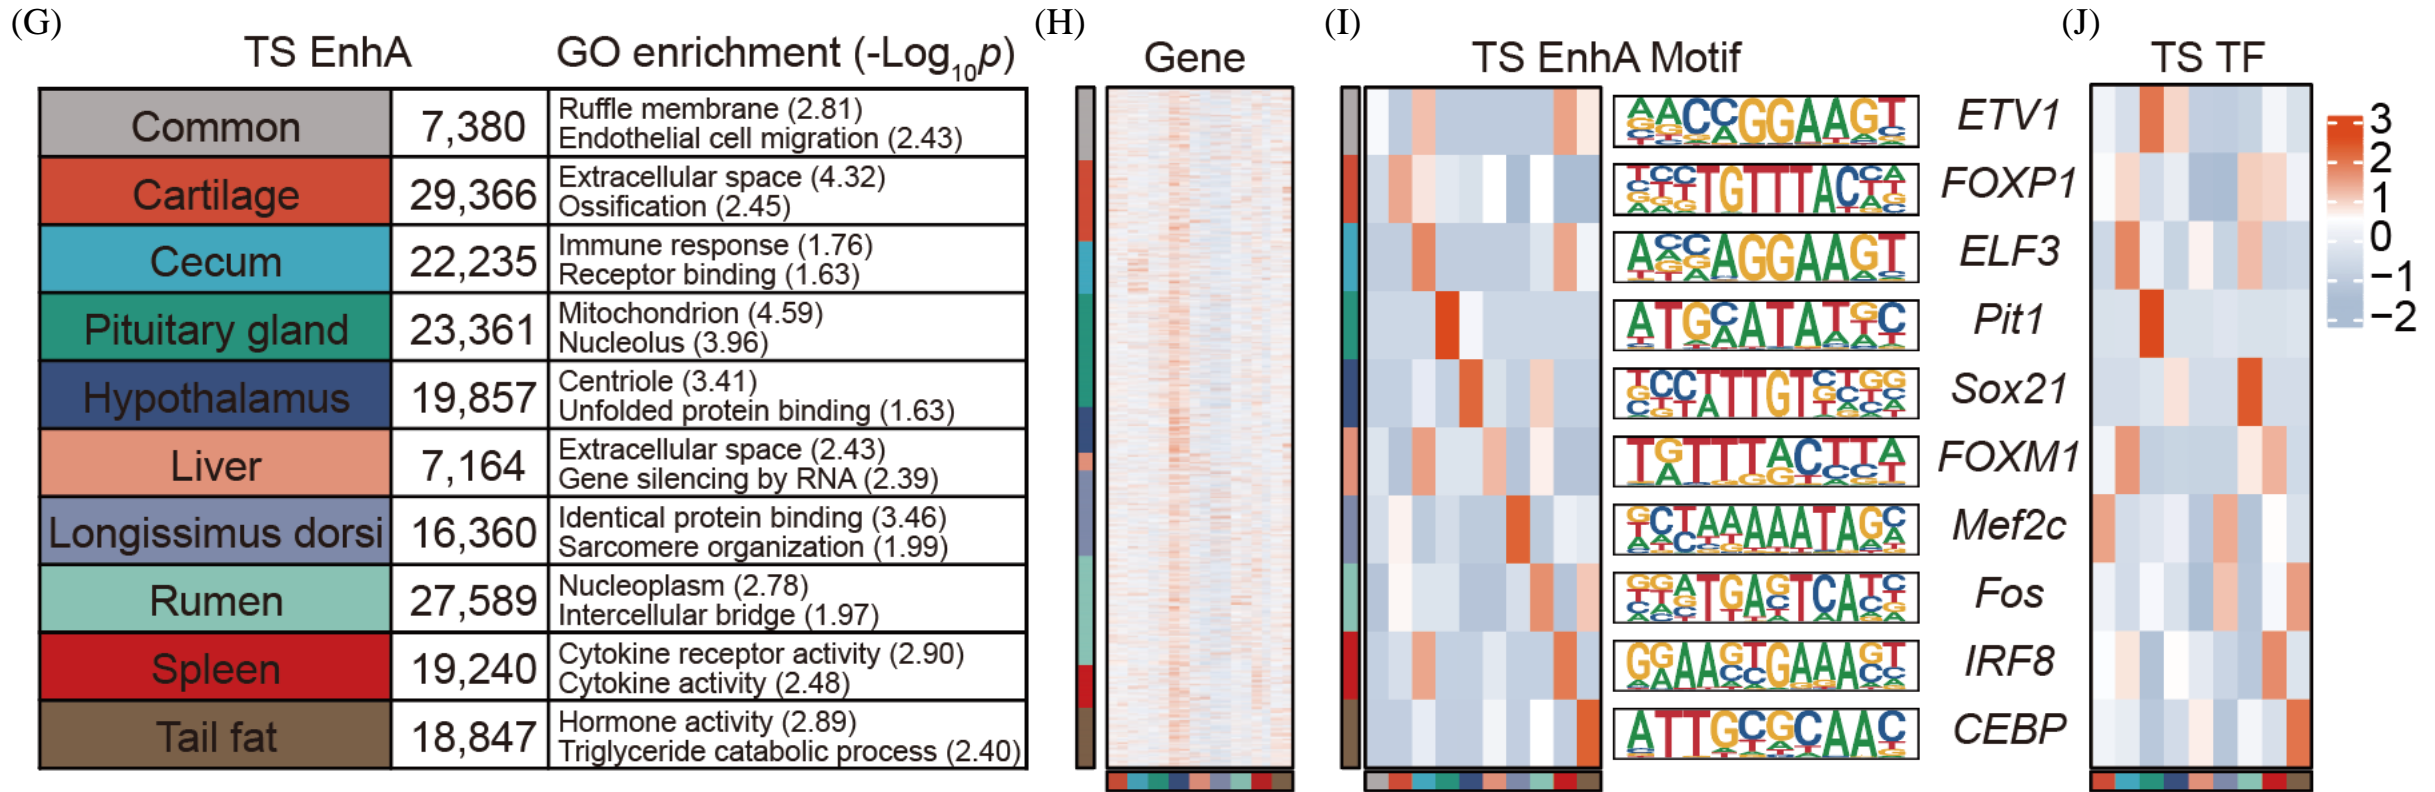 (G)
TS EnhA
GO enrichment (-Log10p)
Common
7,380
Ruffle membrane (2.81)
Endothelial cell migration (2.43)
Cartilage
29,366
Extracellular space (4.32)
Ossification (2.45)
Cecum
22,235
Immune response (1.76)
Receptor binding (1.63)
Pituitary gland
23,361
Mitochondrion (4.59)
Nucleolus (3.96)
Hypothalamus
19,857
Centriole (3.41)
Unfolded protein binding (1.63)
Liver
7,164
Extracellular space (2.43)
Gene silencing by RNA (2.39)
Longissimus dorsi
16,360
Identical protein binding (3.46)
Sarcomere organization (1.99)
Rumen
27,589
Nucleoplasm (2.78)
Intercellular bridge (1.97)
Spleen
19,240
Cytokine receptor activity (2.90)
Cytokine activity (2.48)
Tail fat
18,847
Hormone activity (2.89)
Triglyceride catabolic process (2.40)
(H)
Gene
(I)
TS EnhA Motif
ETV1
FOXP1
ELF3
Pit1
Sox21
FOXM1
Mef2c
Fos
IRF8
CEBP
(J)
TS TF
3
2
1
0
−1
−2